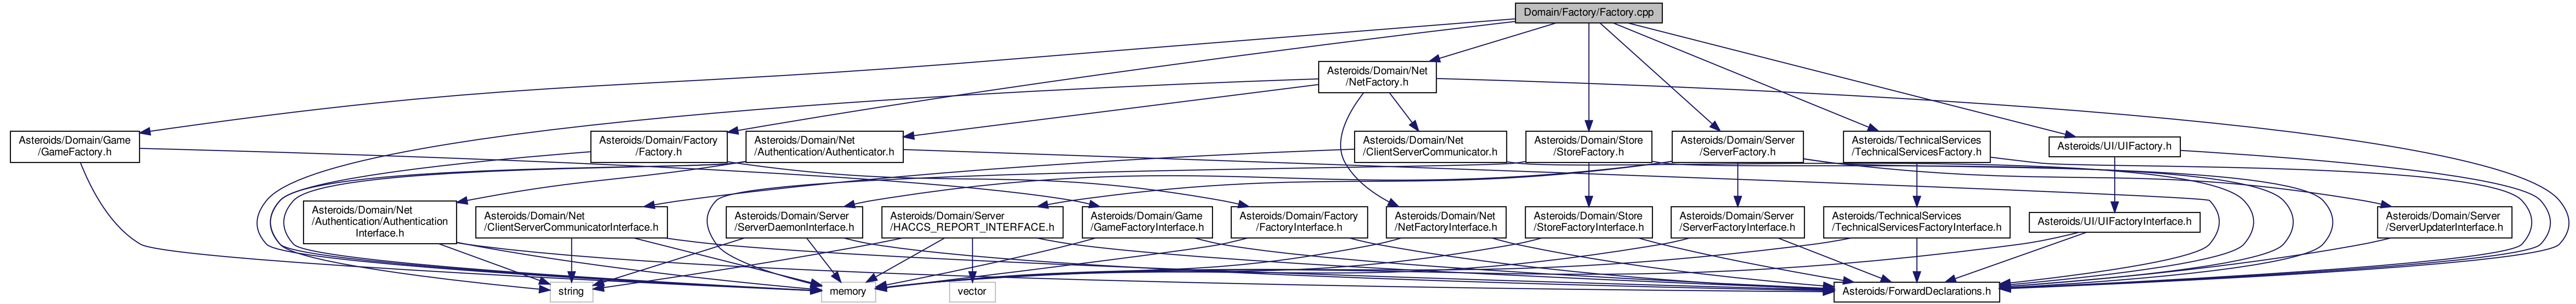 Domain/Factory/Factory.cpp
Asteroids/Domain/Net
/NetFactory.h
Asteroids/Domain/Game
/GameFactory.h
Asteroids/Domain/Factory
/Factory.h
Asteroids/Domain/Net
/Authentication/Authenticator.h
Asteroids/Domain/Net
/ClientServerCommunicator.h
Asteroids/Domain/Store
/StoreFactory.h
Asteroids/Domain/Server
/ServerFactory.h
Asteroids/TechnicalServices
/TechnicalServicesFactory.h
Asteroids/UI/UIFactory.h
Asteroids/Domain/Net
/Authentication/Authentication
Interface.h
Asteroids/Domain/Net
/ClientServerCommunicatorInterface.h
Asteroids/Domain/Server
/ServerDaemonInterface.h
Asteroids/Domain/Server
/HACCS_REPORT_INTERFACE.h
Asteroids/Domain/Game
/GameFactoryInterface.h
Asteroids/Domain/Factory
/FactoryInterface.h
Asteroids/Domain/Net
/NetFactoryInterface.h
Asteroids/Domain/Store
/StoreFactoryInterface.h
Asteroids/Domain/Server
/ServerFactoryInterface.h
Asteroids/TechnicalServices
/TechnicalServicesFactoryInterface.h
Asteroids/UI/UIFactoryInterface.h
Asteroids/Domain/Server
/ServerUpdaterInterface.h
string
memory
vector
Asteroids/ForwardDeclarations.h